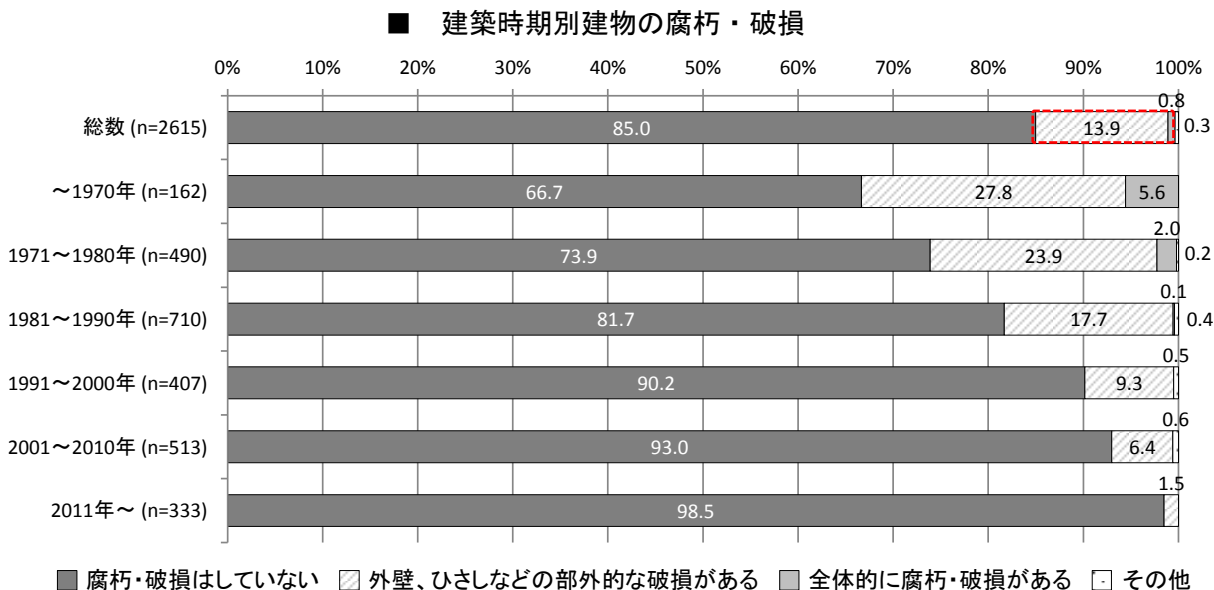 ■ 建築時期別建物の腐朽・破損
0% 10% 20% 30% 40% 50% 60% 70% 80% 90% 100%
総数 (n=2615) 85.0 13.9 0.8 0.3
～1970年 (n=162) 66.7 27.8 5.6
1971～1980年 (n=490) 73.9 23.9 2.0 0.2
1981～1990年 (n=710) 81.7 17.7 0.1 0.4
1991～2000年 (n=407) 90.2 9.3 0.5
2001～2010年 (n=513) 93.0 6.4 0.6
2011年～ (n=333) 98.5 1.5
腐朽・破損はしていない 外壁、ひさしなどの部外的な破損がある 全体的に腐朽・破損がある その他